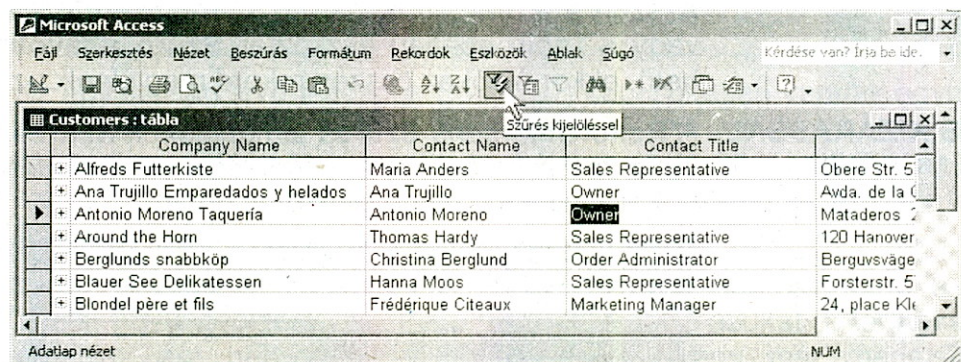 Microsoft Access
Fájl Szerkesztés Nézet Beszúrás Formátum Rekordok Eszközök Ablak Súgó Kérdése van? Írja be ide.
Customers : tábla
Szűrés kijelöléssel
Company Name Contact Name Contact Title
+ Alfreds Futterkiste Maria Anders Sales Representative Obere Str. 5
+ Ana Trujillo Emparedados y helados Ana Trujillo Owner Avda. de la C
+ Antonio Moreno Taquería Antonio Moreno Owner Mataderos 2
+ Around the Horn Thomas Hardy Sales Representative 120 Hanover
+ Berglunds snabbköp Christina Berglund Order Administrator Berguvsväge
+ Blauer See Delikatessen Hanna Moos Sales Representative Forsterstr. 5
+ Blondel père et fils Frédérique Citeaux Marketing Manager 24, place Klé
Adatlap nézet NUM